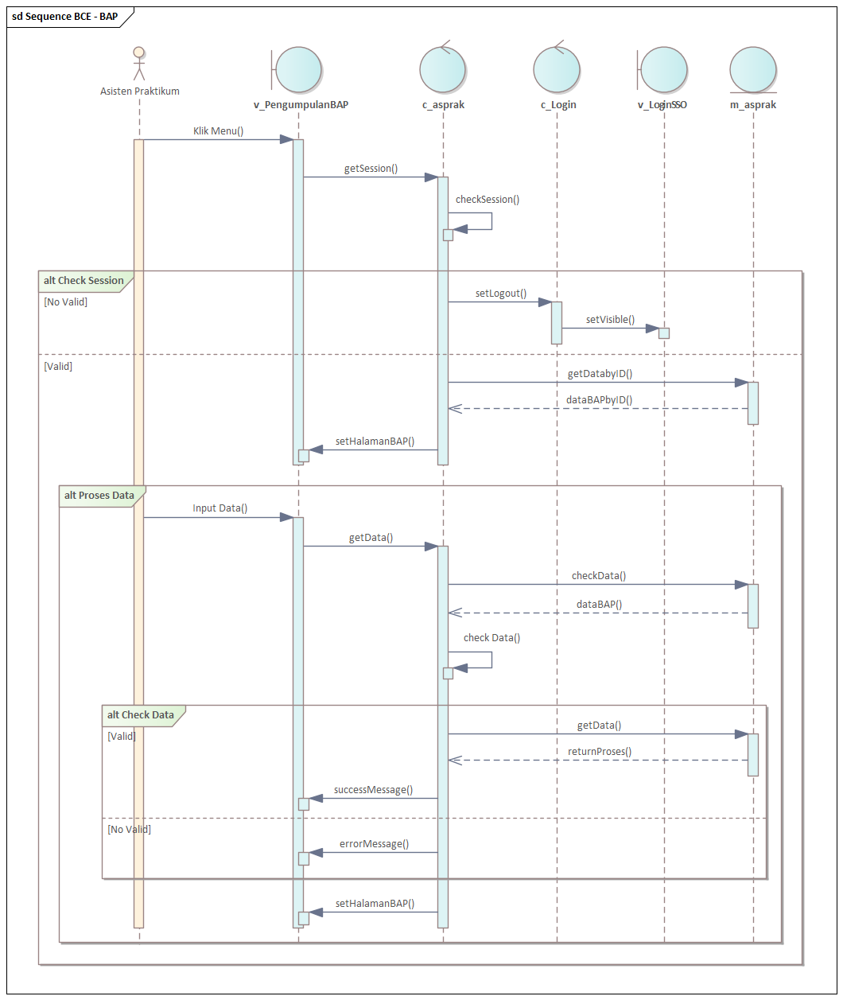 sd Sequence BCE - BAP
Asisten Praktikum
v_PengumpulanBAP
c_asprak
c_Login
v_LoginSSO
m_asprak
Klik Menu()
getSession()
checkSession()
alt Check Session
[No Valid]
setLogout()
setVisible()
[Valid]
getDatabyID()
dataBAPbyID()
setHalamanBAP()
alt Proses Data
Input Data()
getData()
checkData()
dataBAP()
check Data()
alt Check Data
[Valid]
getData()
returnProses()
successMessage()
[No Valid]
errorMessage()
setHalamanBAP()